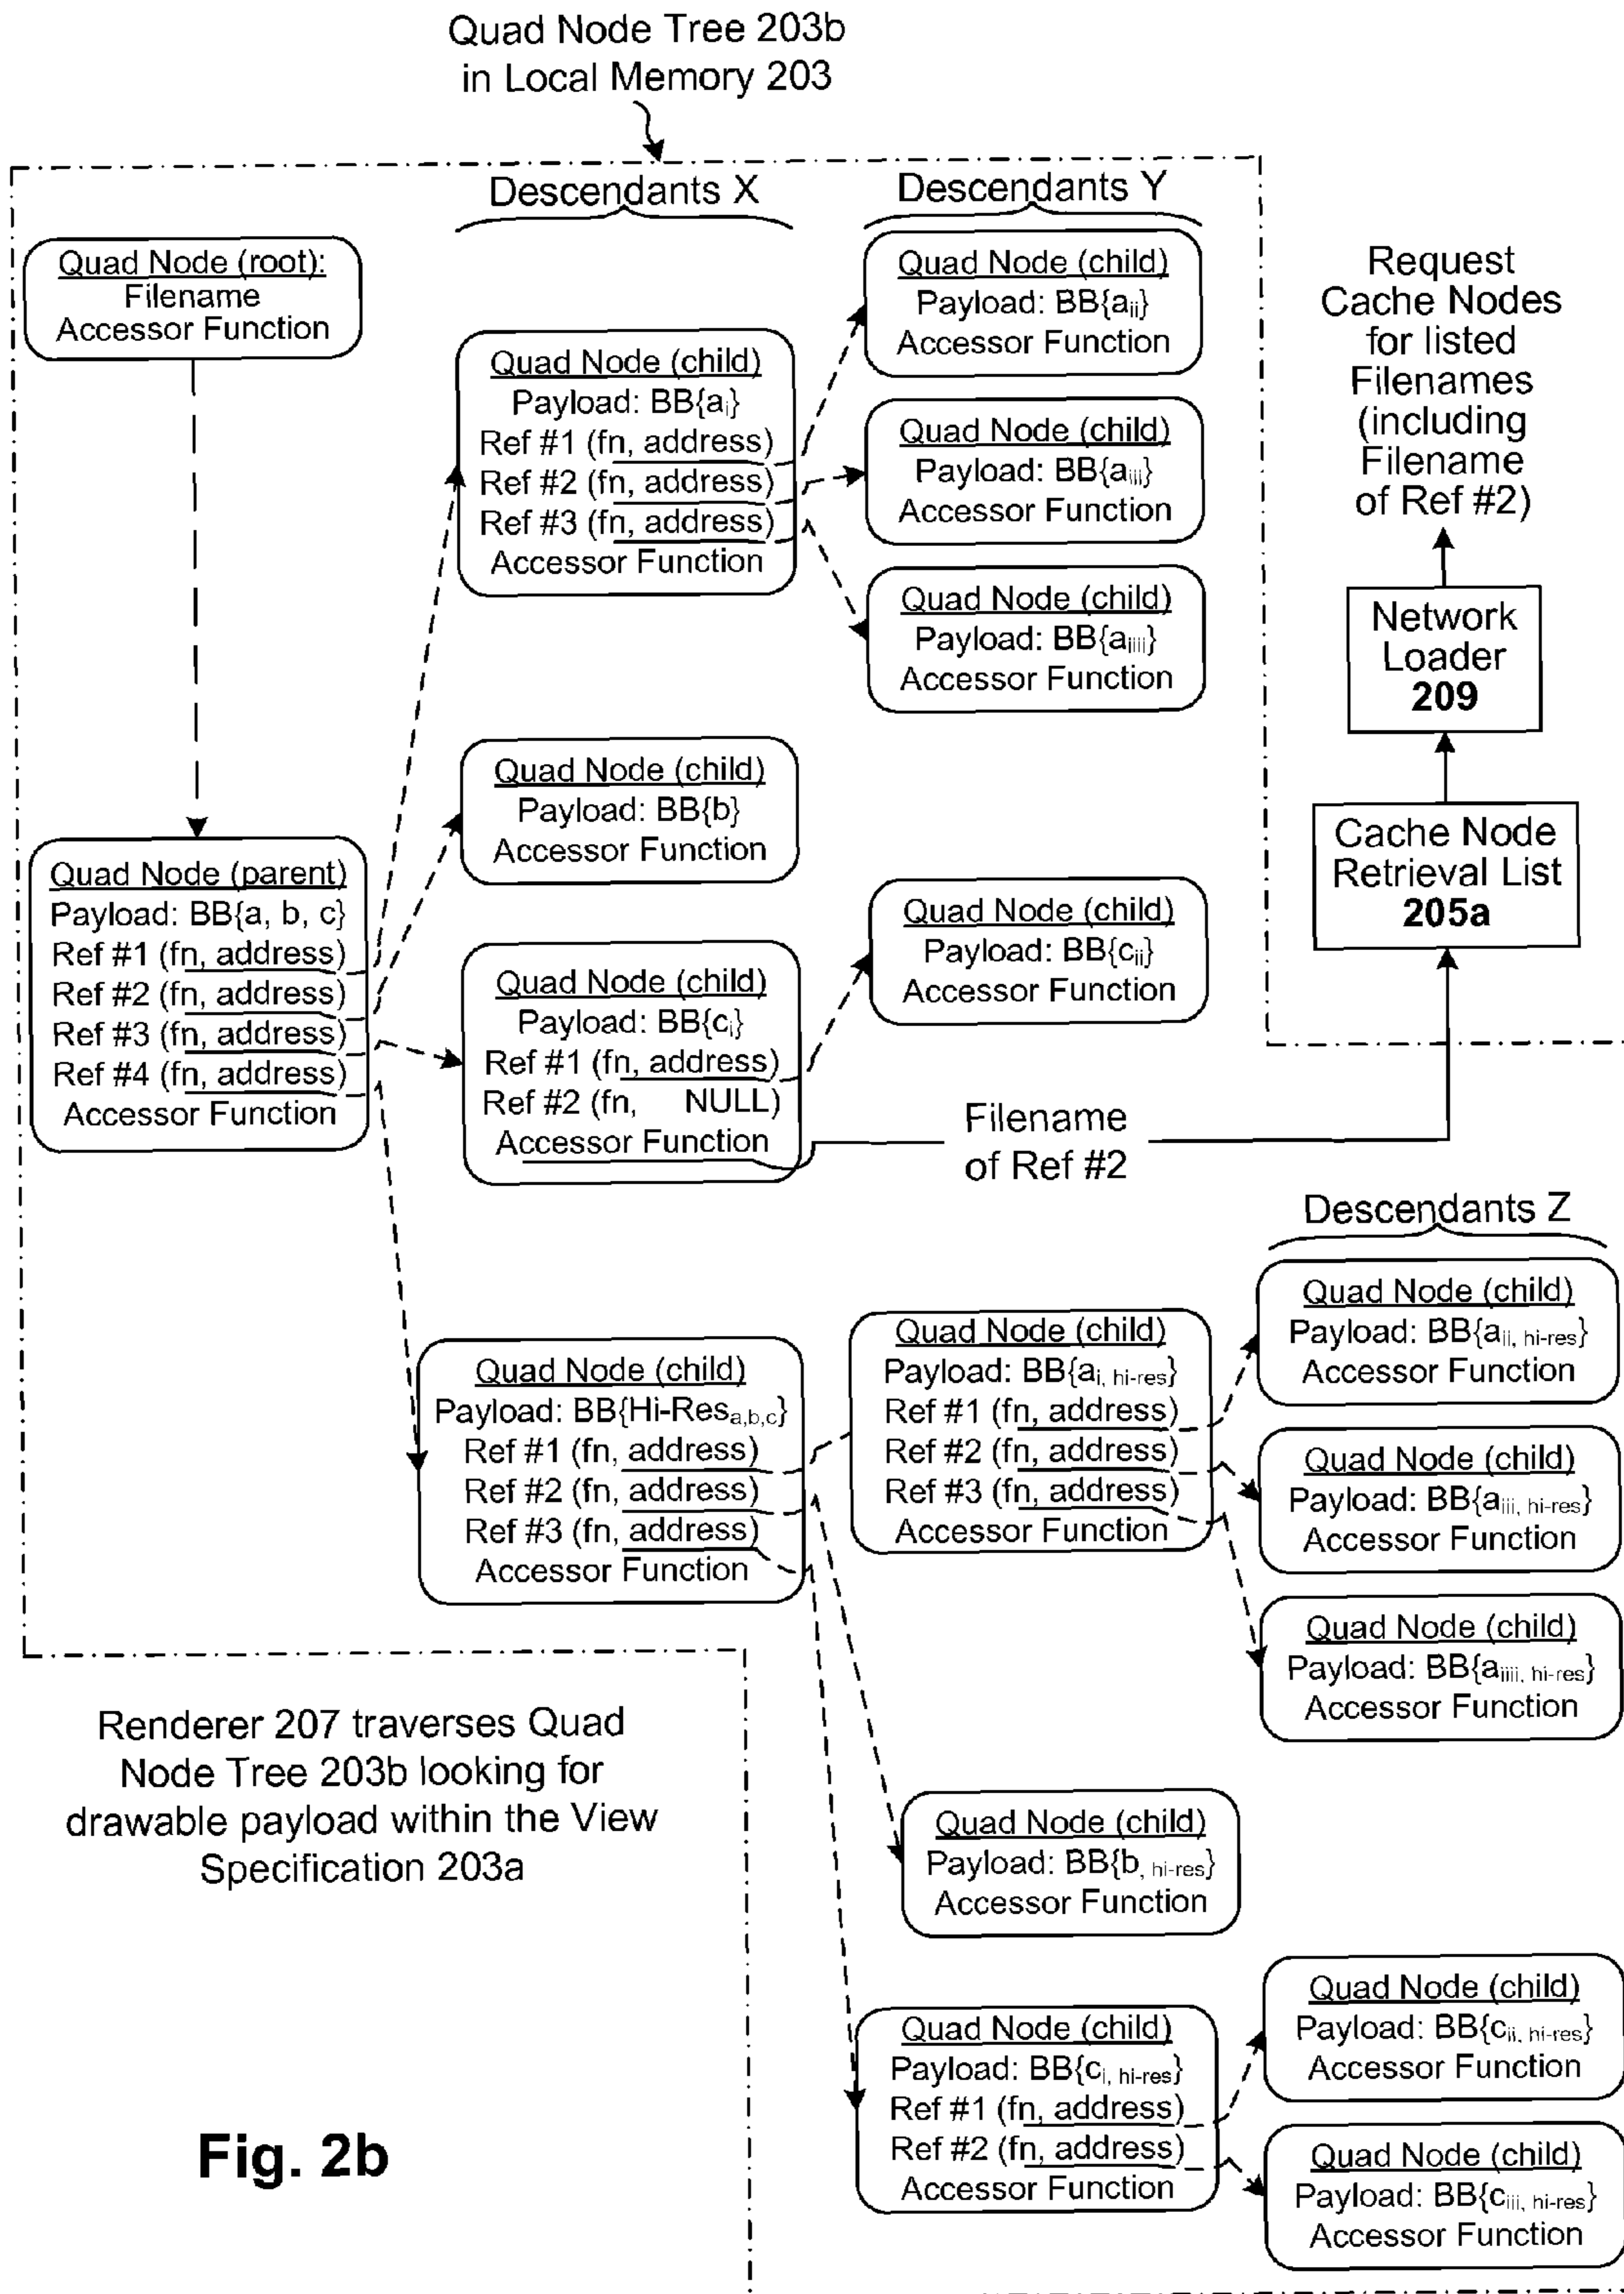 Quad Node Tree 203b
in Local Memory 203
Descendants X
Descendants Y
Quad Node (root):
Filename
Accessor Function
Quad Node (parent)
Payload: BB{a, b, c}
Ref #1 (fn, address)
Ref #2 (fn, address)
Ref #3 (fn, address)
Ref #4 (fn, address)
Accessor Function
Quad Node (child)
Payload: BB{ai}
Ref #1 (fn, address)
Ref #2 (fn, address)
Ref #3 (fn, address)
Accessor Function
Quad Node (child)
Payload: BB{b}
Accessor Function
Quad Node (child)
Payload: BB{ci}
Ref #1 (fn, address)
Ref #2 (fn, NULL)
Accessor Function
Quad Node (child)
Payload: BB{aii}
Accessor Function
Quad Node (child)
Payload: BB{aiii}
Accessor Function
Quad Node (child)
Payload: BB{aiiii}
Accessor Function
Quad Node (child)
Payload: BB{cii}
Accessor Function
Request
Cache Nodes
for listed
Filenames
(including
Filename
of Ref #2)
Network
Loader
209
Cache Node
Retrieval List
205a
Filename
of Ref #2
Descendants Z
Quad Node (child)
Payload: BB{Hi-Resa,b,c}
Ref #1 (fn, address)
Ref #2 (fn, address)
Ref #3 (fn, address)
Accessor Function
Quad Node (child)
Payload: BB{ai, hi-res}
Ref #1 (fn, address)
Ref #2 (fn, address)
Ref #3 (fn, address)
Accessor Function
Quad Node (child)
Payload: BB{aii, hi-res}
Accessor Function
Quad Node (child)
Payload: BB{aiii, hi-res}
Accessor Function
Quad Node (child)
Payload: BB{aiiii, hi-res}
Accessor Function
Quad Node (child)
Payload: BB{b, hi-res}
Accessor Function
Quad Node (child)
Payload: BB{ci, hi-res}
Ref #1 (fn, address)
Ref #2 (fn, address)
Accessor Function
Quad Node (child)
Payload: BB{cii, hi-res}
Accessor Function
Quad Node (child)
Payload: BB{ciii, hi-res}
Accessor Function
Renderer 207 traverses Quad
Node Tree 203b looking for
drawable payload within the View
Specification 203a
Fig. 2b